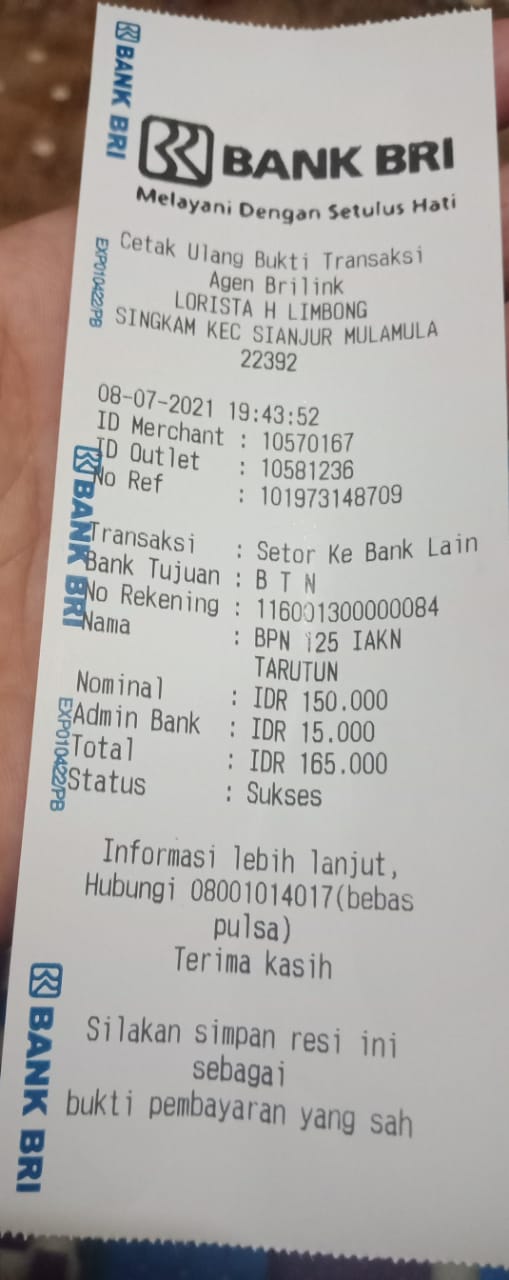 BANK BRI
BANK BRI
Melayani Dengan Setulus Hati
Cetak Ulang Bukti Transaksi
Agen Brilink
EXP010422/PB
LORISTA H LIMBONG
SINGKAM KEC SIANJUR MULAMULA
22392
08-07-2021 19:43:52
ID Merchant : 10570167
ID Outlet : 10581236
No Ref : 101973148709
BANK BRI
Transaksi : Setor Ke Bank Lain
Bank Tujuan : B T N
No Rekening : 116001300000084
Nama : BPN 125 IAKN
TARUTUN
Nominal : IDR 150.000
Admin Bank : IDR 15.000
Total : IDR 165.000
EXP010422/PB
Status : Sukses
Informasi lebih lanjut,
Hubungi 08001014017(bebas
pulsa)
Terima kasih
BANK BRI
Silakan simpan resi ini
sebagai
bukti pembayaran yang sah